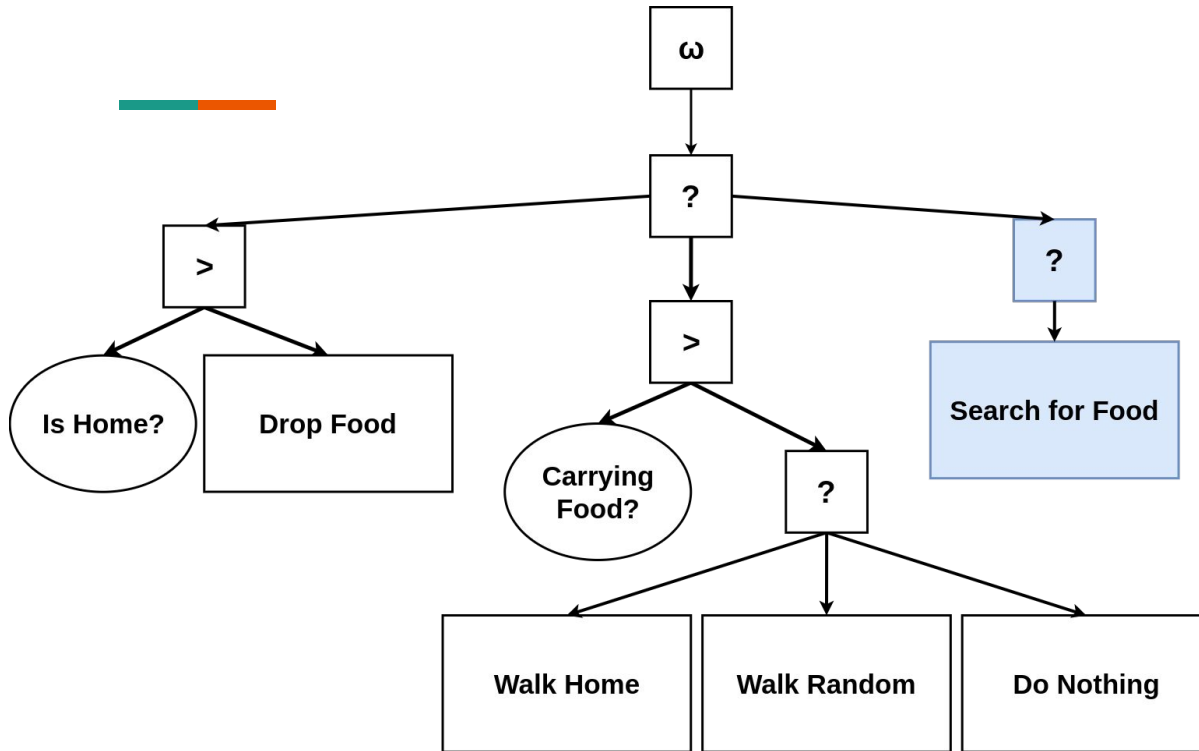 ω
?
>
?
Is Home?
Drop Food
>
Search for Food
Carrying
Food?
?
Walk Home
Walk Random
Do Nothing